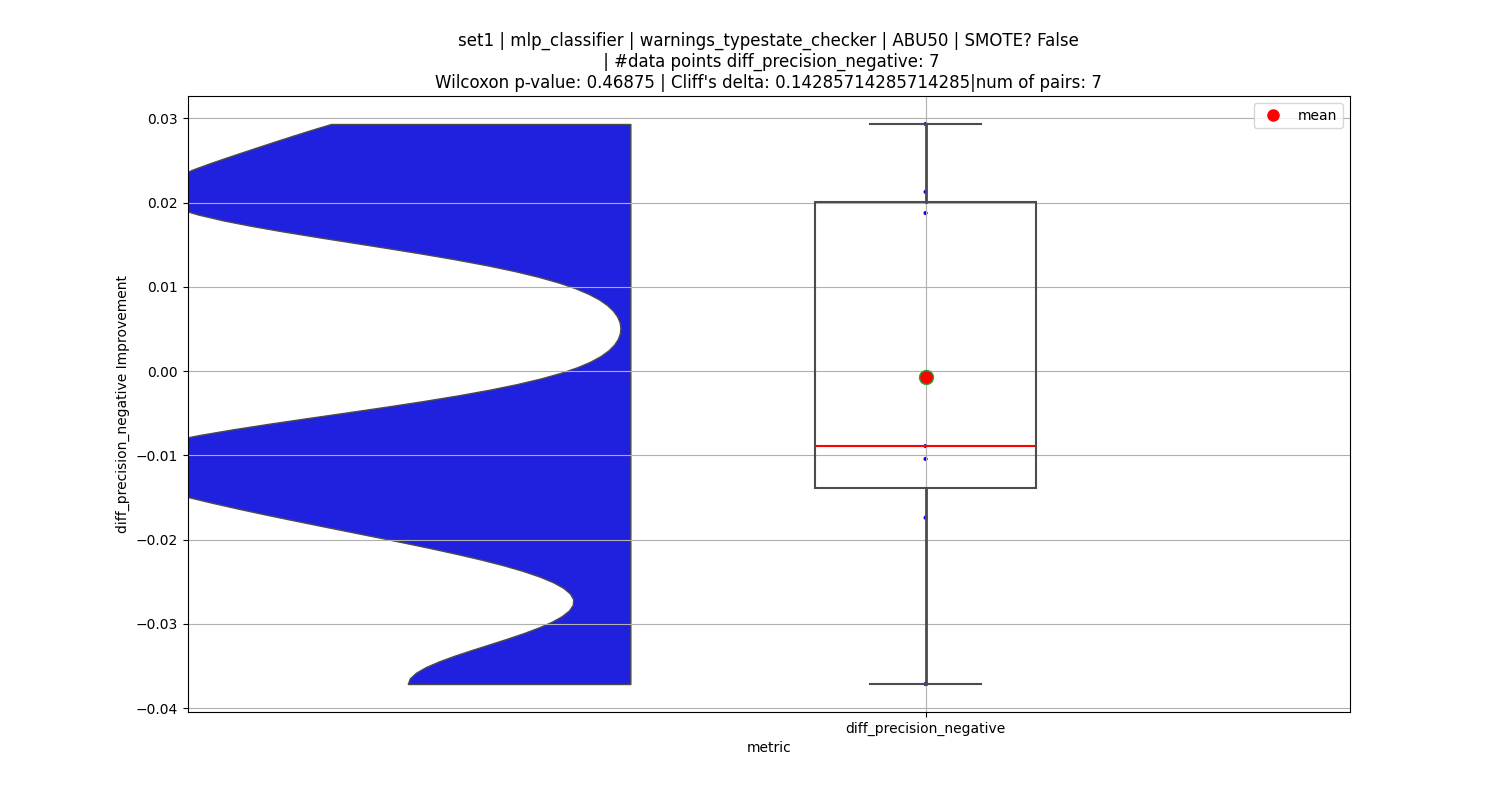 set1 | mlp_classifier | warnings_typestate_checker | ABU50 | SMOTE? False
| #data points diff_precision_negative: 7
Wilcoxon p-value: 0.46875 | Cliff's delta: 0.14285714285714285|num of pairs: 7
mean
0.03
0.02
0.01
0.00
−0.01
−0.02
−0.03
−0.04
diff_precision_negative Improvement
diff_precision_negative
metric